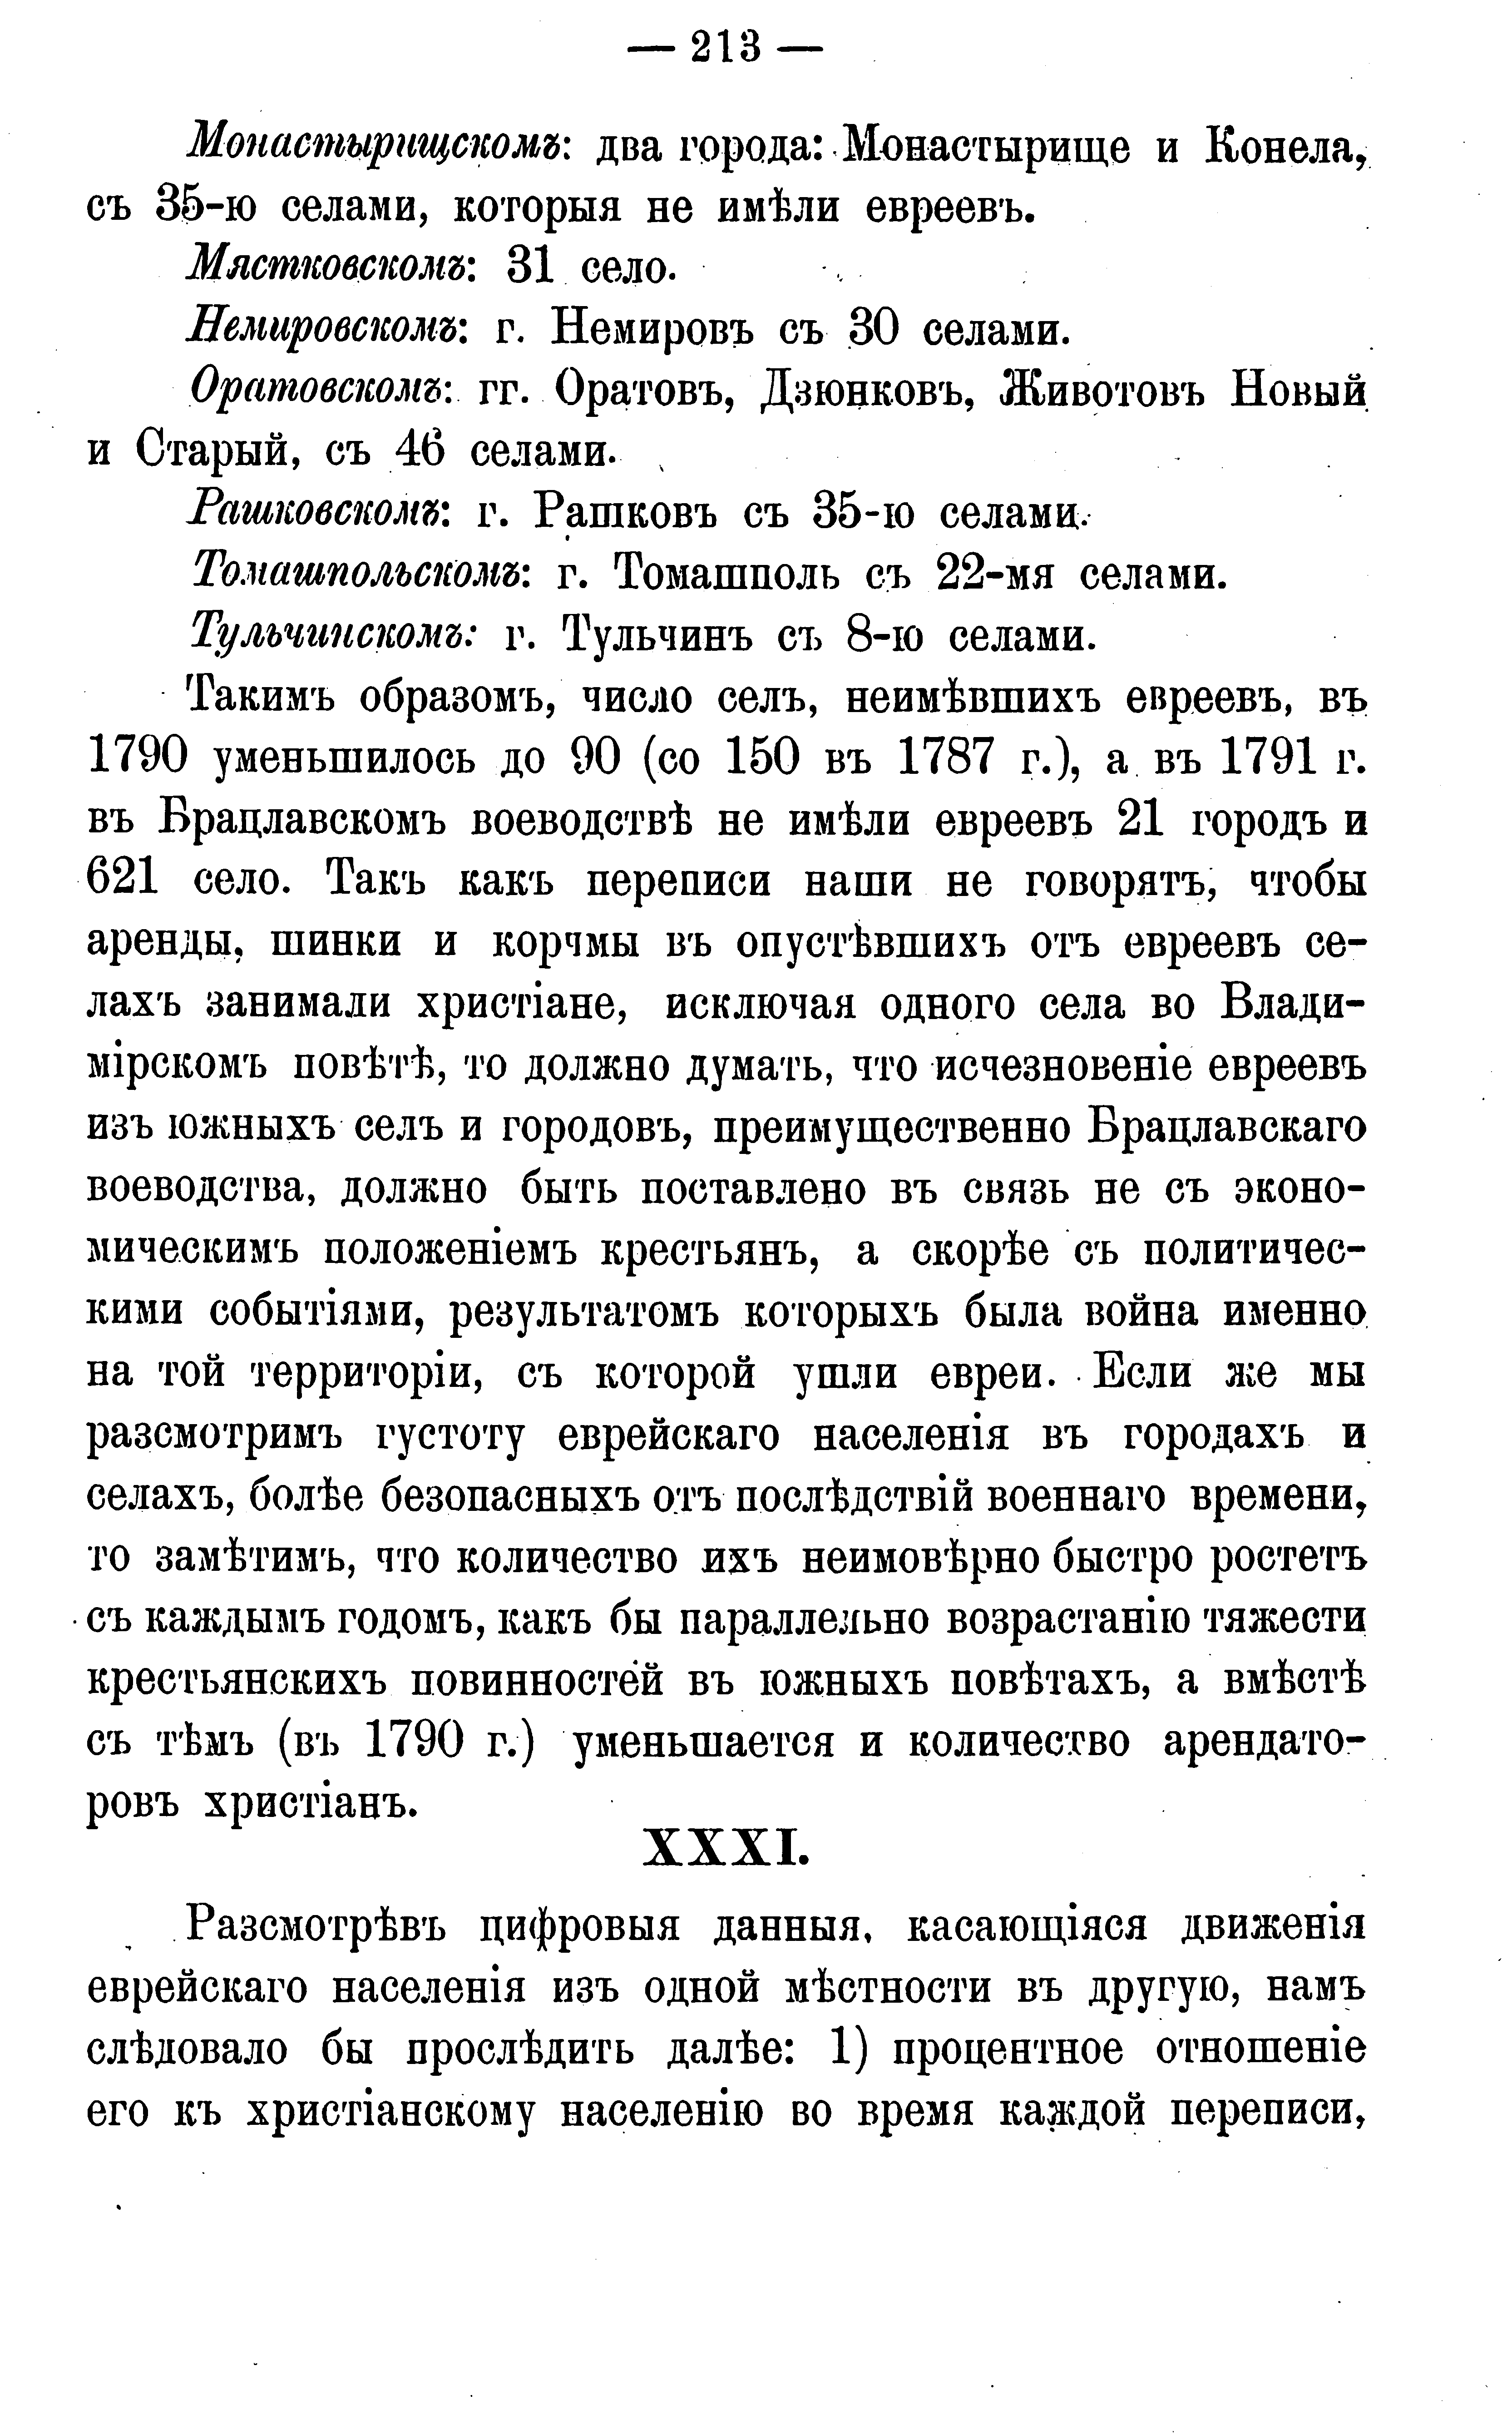 — 213 —
Монастырищскомъ: два города: Монастырище и Конела,
съ 35-ю селами, которыя не имѣли евреевъ.
Мястковскомъ: 31 село.
Немировскомъ: г. Немировъ съ 30 селами.
Оратовскомъ: гг. Оратовъ, Дзюнковъ, Животовъ Новый
и Старый, съ 46 селами.
Рашковскомъ: г. Рашковъ съ 35-ю селами.
Томашпольскомъ: г. Томашполь съ 22-мя селами.
Тульчинскомъ: г. Тульчинъ съ 8-ю селами.
Такимъ образомъ, число селъ, неимѣвшихъ евреевъ, въ
1790 уменьшилось до 90 (со 150 въ 1787 г.), а въ 1791 г.
въ Брацлавскомъ воеводствѣ не имѣли евреевъ 21 городъ и
621 село. Такъ какъ переписи наши не говорятъ, чтобы
аренды, шинки и корчмы въ опустѣвшихъ отъ евреевъ се-
лахъ занимали христіане, исключая одного села во Влади-
мірскомъ повѣтѣ, то должно думать, что исчезновеніе евреевъ
изъ южныхъ селъ и городовъ, преимущественно Брацлавскаго
воеводства, должно быть поставлено въ связь не съ эконо-
мическимъ положеніемъ крестьянъ, а скорѣе съ политичес-
кими событіями, результатомъ которыхъ была война именно
на той территоріи, съ которой ушли евреи. Если же мы
разсмотримъ густоту еврейскаго населенія въ городахъ и
селахъ, болѣе безопасныхъ отъ послѣдствій военнаго времени,
то замѣтимъ, что количество ихъ неимовѣрно быстро ростетъ
съ каждымъ годомъ, какъ бы параллельно возрастанію тяжести
крестьянскихъ повинностей въ южныхъ повѣтахъ, а вмѣстѣ
съ тѣмъ (въ 1790 г.) уменьшается и количество арендато-
ровъ христіанъ.
XXXI.
Разсмотрѣвъ цифровыя данныя, касающіяся движенія
еврейскаго населенія изъ одной мѣстности въ другую, намъ
слѣдовало бы прослѣдить далѣе: 1) процентное отношеніе
его къ христіанскому населенію во время каждой переписи,